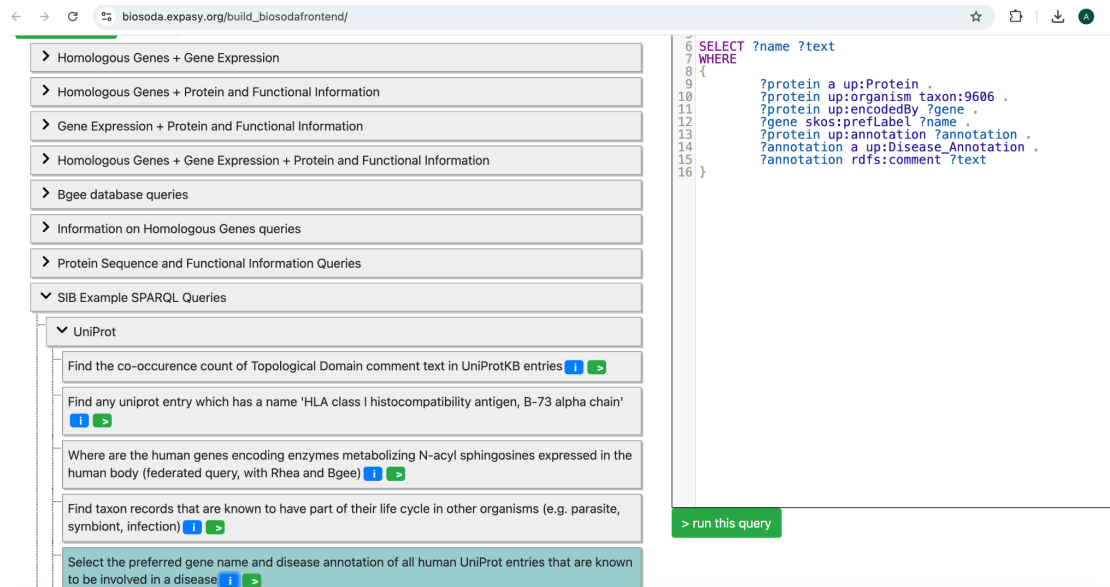 biosoda.expasy.org/build_biosodafrontend/
A
Homologous Genes + Gene Expression
Homologous Genes + Protein and Functional Information
Gene Expression + Protein and Functional Information
Homologous Genes + Gene Expression + Protein and Functional Information
Bgee database queries
Information on Homologous Genes queries
Protein Sequence and Functional Information Queries
SIB Example SPARQL Queries
UniProt
Find the co-occurence count of Topological Domain comment text in UniProtKB entries i >
Find any uniprot entry which has a name 'HLA class I histocompatibility antigen, B-73 alpha chain'
i >
Where are the human genes encoding enzymes metabolizing N-acyl sphingosines expressed in the
human body (federated query, with Rhea and Bgee) i >
Find taxon records that are known to have part of their life cycle in other organisms (e.g. parasite,
symbiont, infection) i >
Select the preferred gene name and disease annotation of all human UniProt entries that are known
to be involved in a disease i >
6 SELECT ?name ?text
7 WHERE
8 {
9 ?protein a up:Protein .
10 ?protein up:organism taxon:9606 .
11 ?protein up:encodedBy ?gene .
12 ?gene skos:prefLabel ?name .
13 ?protein up:annotation ?annotation .
14 ?annotation a up:Disease_Annotation .
15 ?annotation rdfs:comment ?text
16 }
> run this query